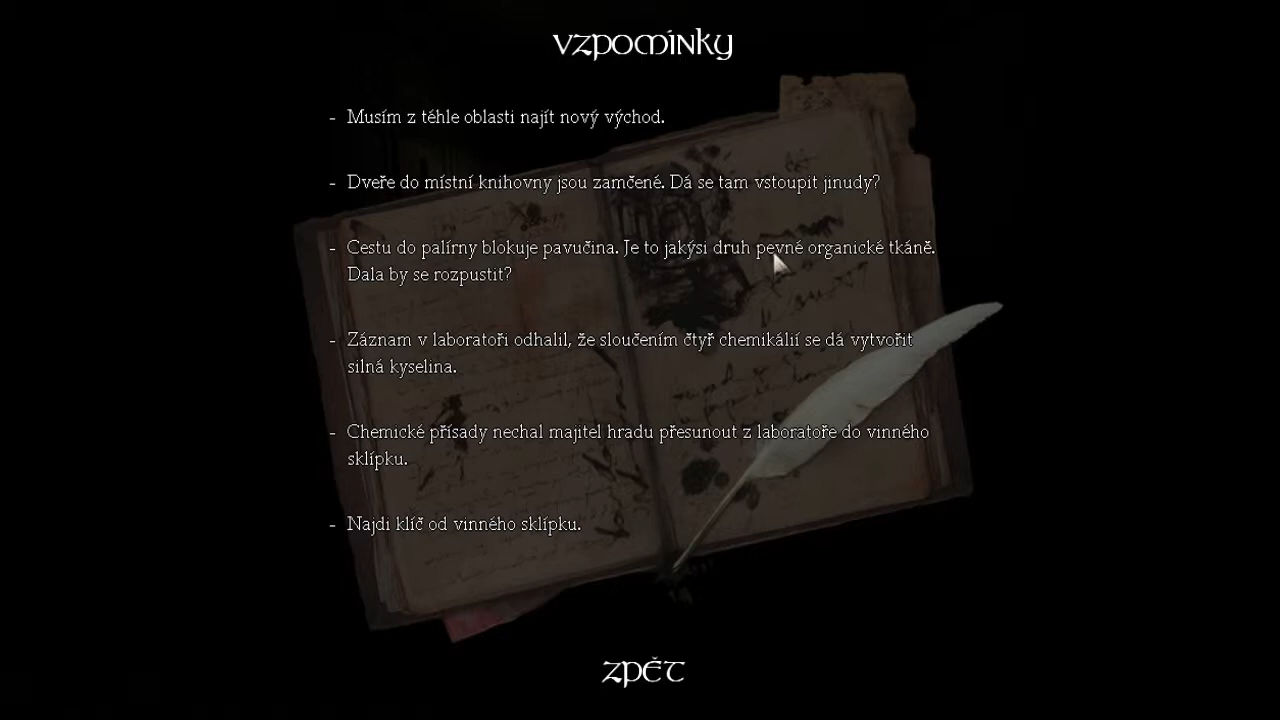 vzpomínky
- Musím z téhle oblasti najít nový východ.
- Dveře do místní knihovny jsou zamčené. Dá se tam vstoupit jinudy?
- Cestu do palírny blokuje pavučina. Je to jakýsi druh pevné organické tkáně.
Dala by se rozpustit?
- Záznam v laboratoři odhalil, že sloučením čtyř chemikálií se dá vytvořit
silná kyselina.
- Chemické přísady nechal majitel hradu přesunout z laboratoře do vinného
sklípku.
- Najdi klíč od vinného sklípku.
zpět